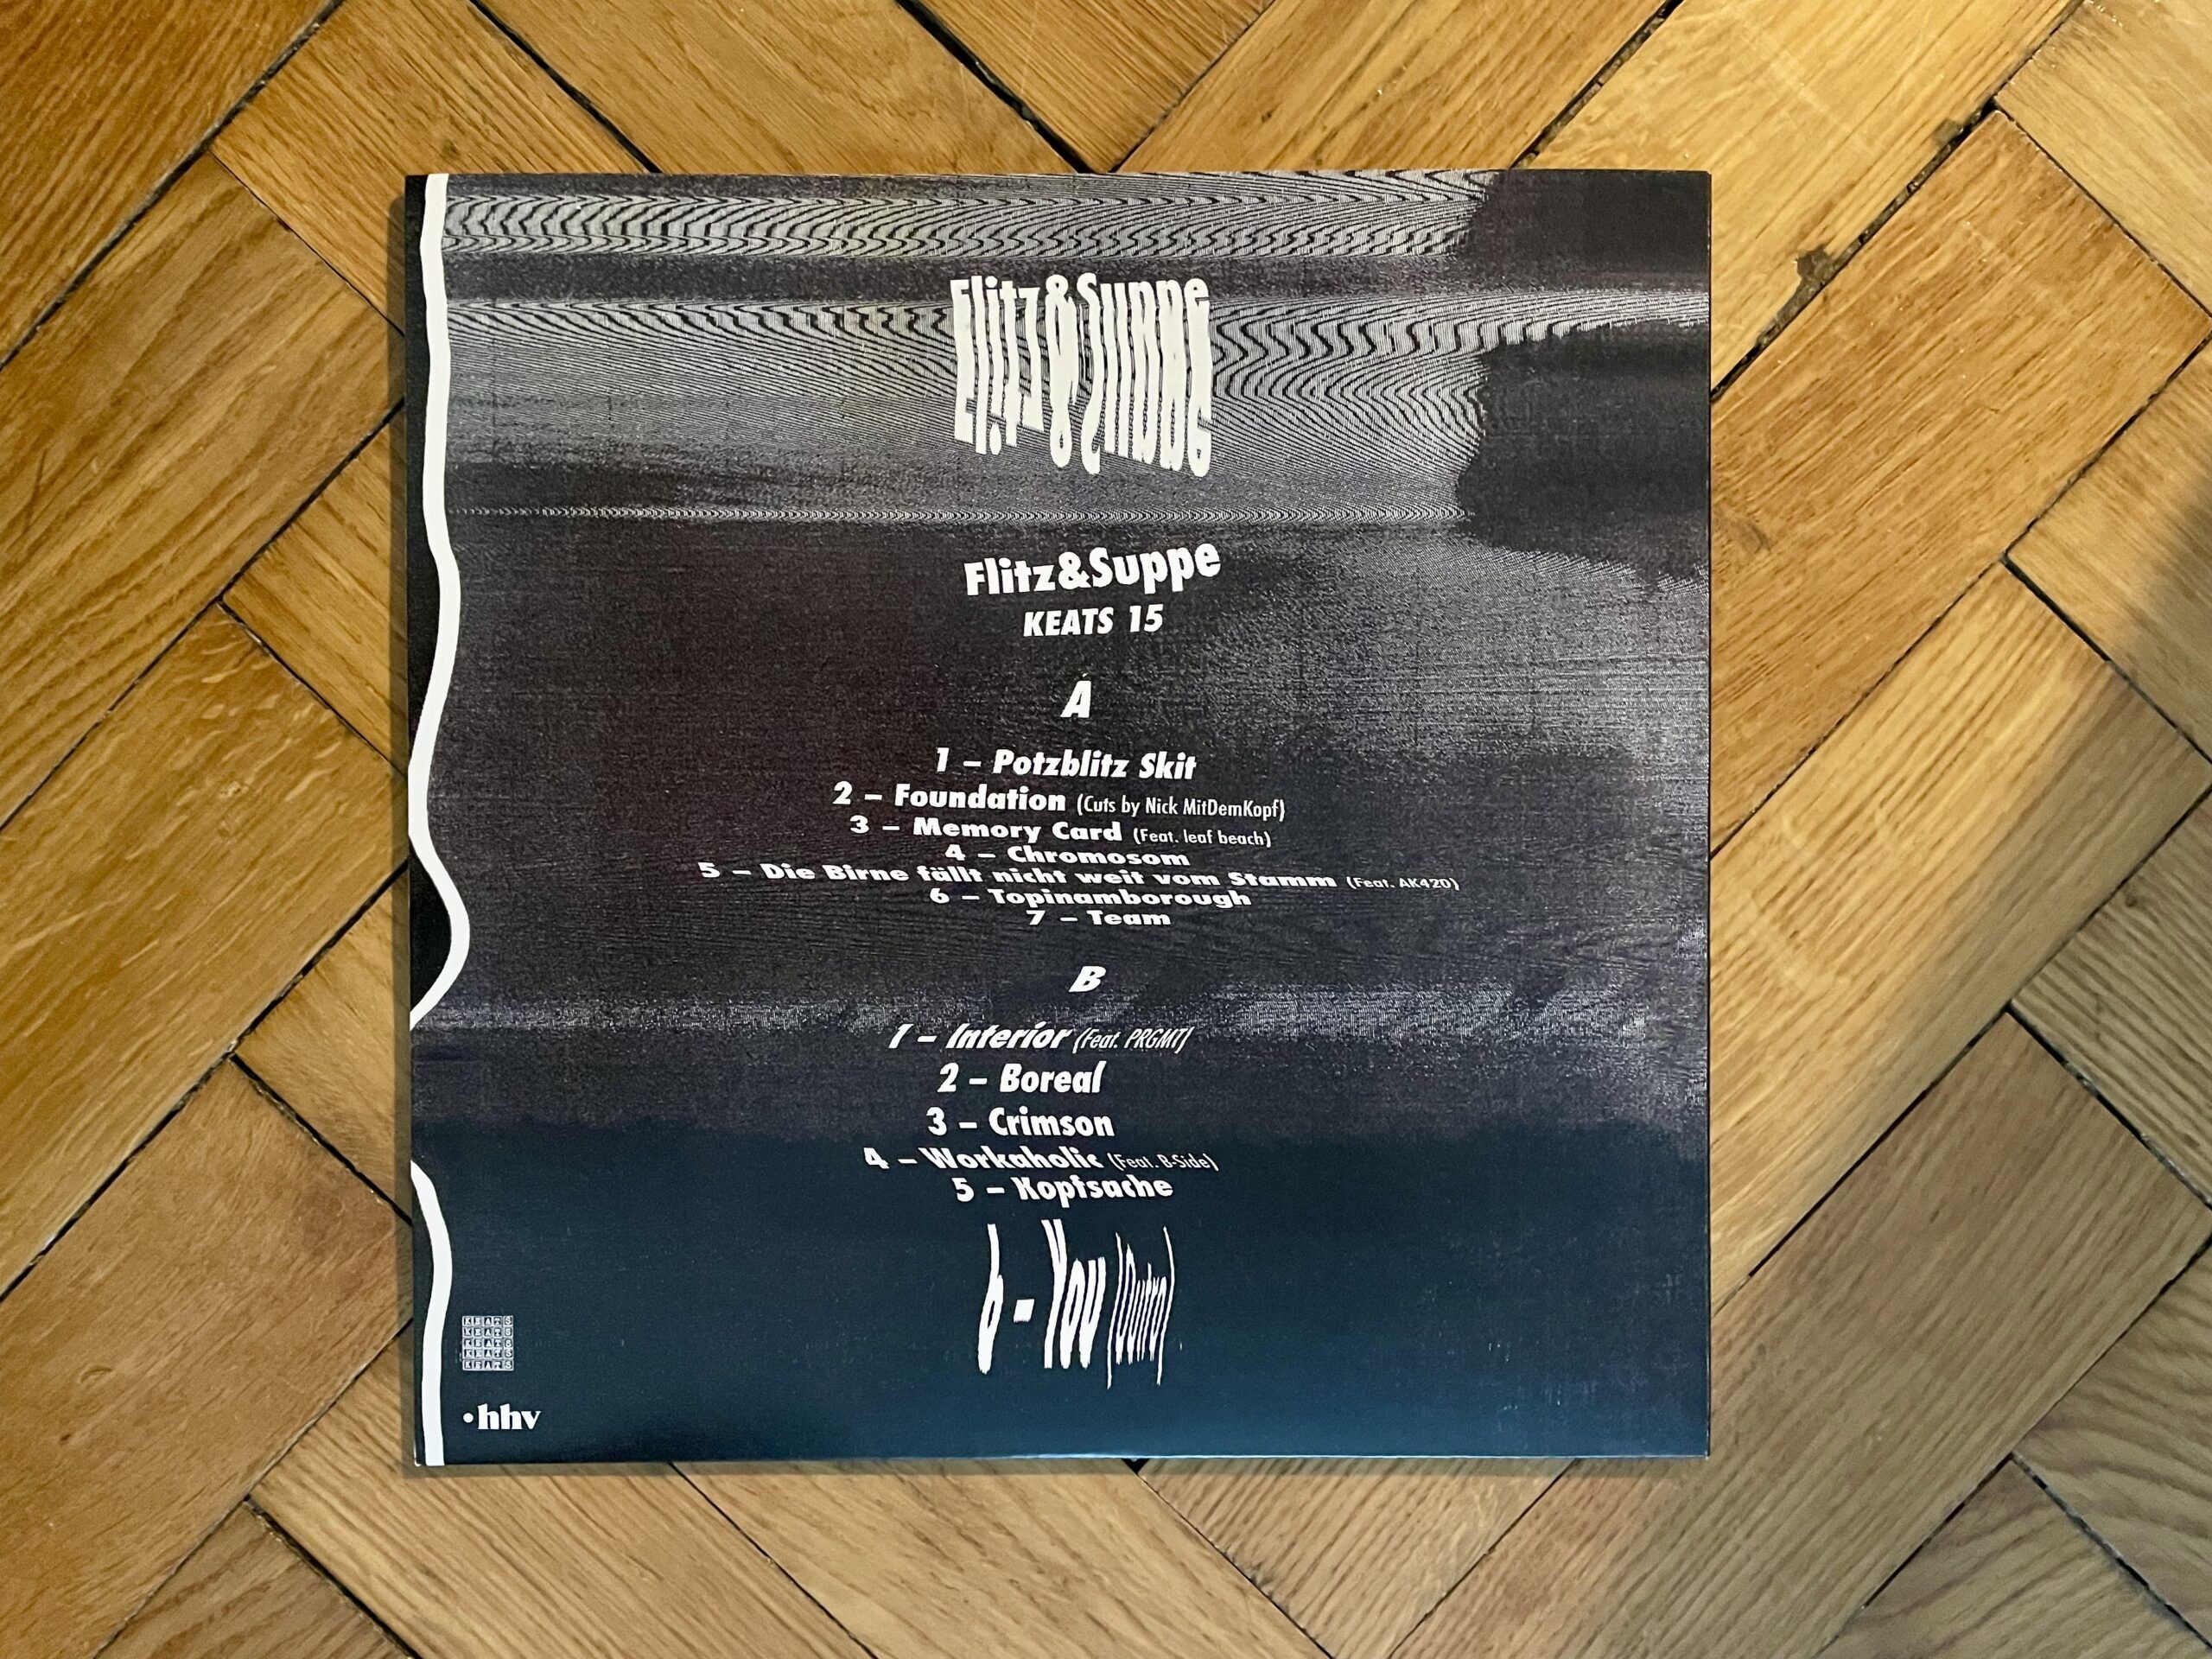 Flitz&Suppe
Flitz&Suppe
KEATS 15
A
1 – Potzblitz Skit
2 – Foundation (Cuts by Nick MitDemKopf)
3 – Memory Card (Feat. leaf beach)
4 – Chromosom
5 – Die Birne fällt nicht weit vom Stamm (Feat. AK420)
6 – Topinamborough
7 – Team
B
1 – Interior (Feat. PRGMT)
2 – Boreal
3 – Crimson
4 – Workaholic (Feat. B-Side)
5 – Kopfsache
6 – You (Outro)
KEATS
KEATS
KEATS
KEATS
KEATS
•hhv